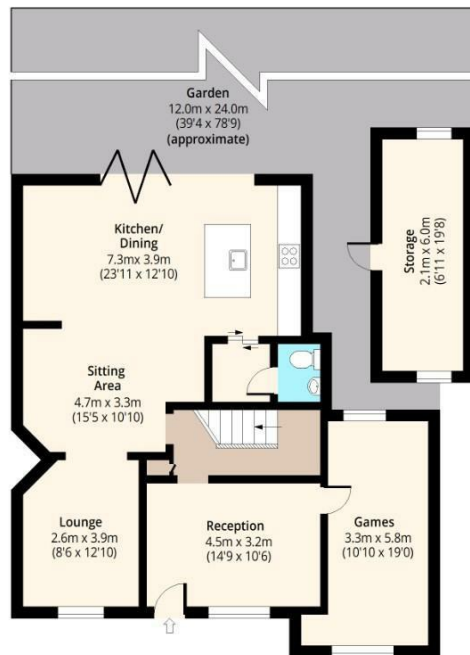 Garden
12.0m x 24.0m
(39'4 x 78'9)
(approximate)
Kitchen/
Dining
7.3mx 3.9m
(23'11 x 12'10)
Storage
2.1m x 6.0m
(6'11 x 19'8)
Sitting
Area
4.7m x 3.3m
(15'5 x 10'10)
Lounge
2.6m x 3.9m
(8'6 x 12'10)
Reception
4.5m x 3.2m
(14'9 x 10'6)
Games
3.3m x 5.8m
(10'10 x 19'0)